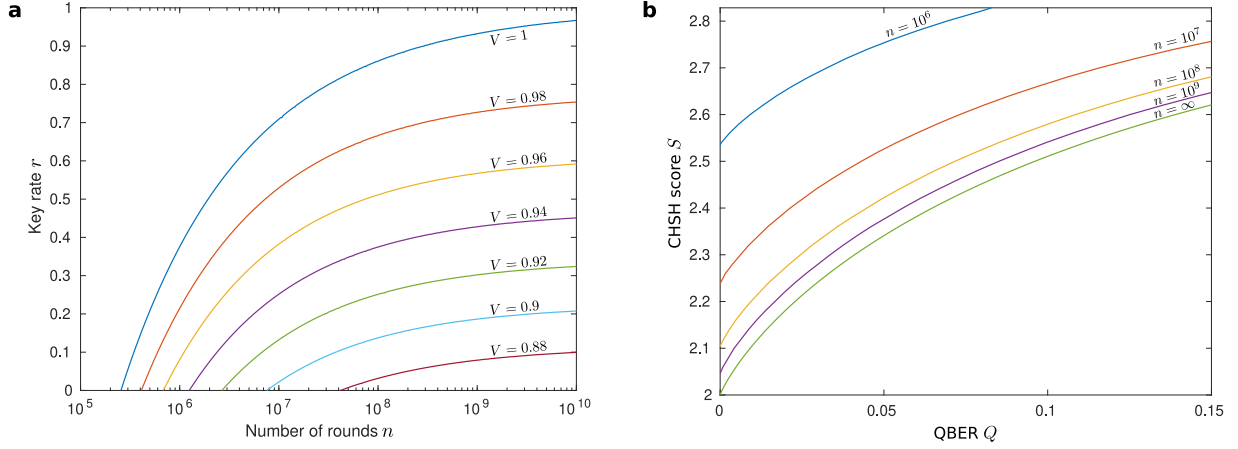 a
1
0.9
0.8
0.7
0.6
0.5
0.4
0.3
0.2
0.1
0
Key rate r
V = 1
V = 0.98
V = 0.96
V = 0.94
V = 0.92
V = 0.9
V = 0.88
10^5 10^6 10^7 10^8 10^9 10^10
Number of rounds n
b
2.8
2.7
2.6
2.5
2.4
2.3
2.2
2.1
2
CHSH score S
n = 10^6
n = 10^7
n = 10^8
n = 10^9
n = ∞
0 0.05 0.1 0.15
QBER Q